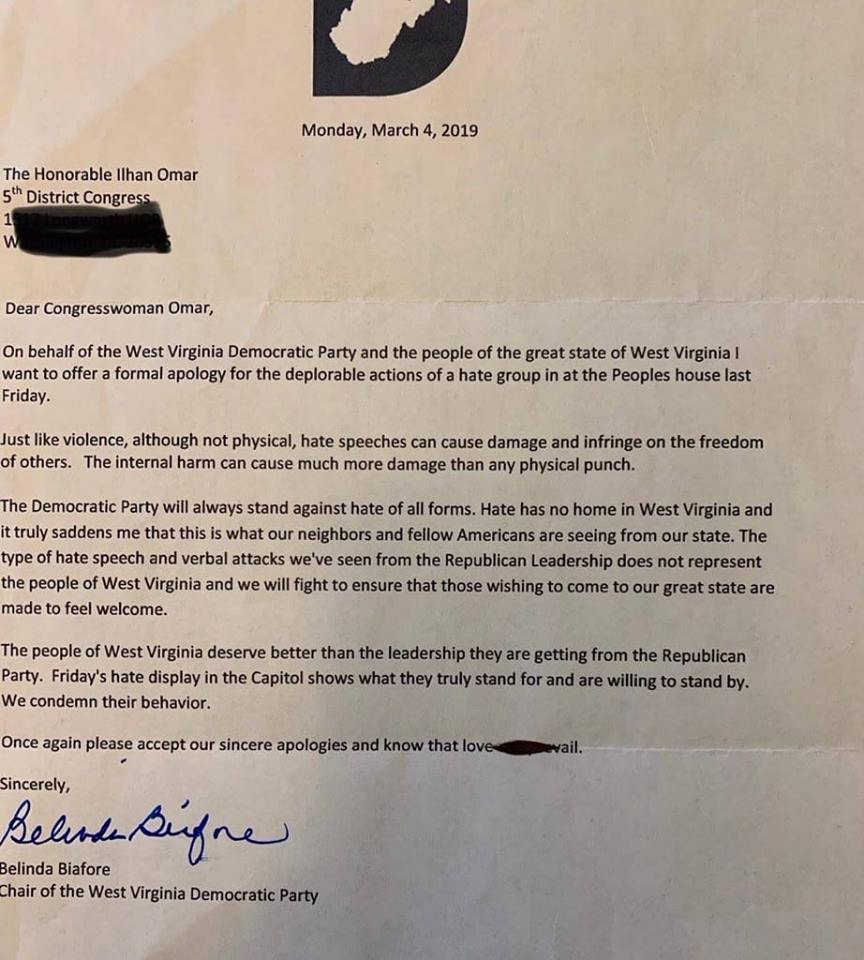 Monday, March 4, 2019
The Honorable Ilhan Omar
5th District Congress
1
W
Dear Congresswoman Omar,
On behalf of the West Virginia Democratic Party and the people of the great state of West Virginia I
want to offer a formal apology for the deplorable actions of a hate group in at the Peoples house last
Friday.
Just like violence, although not physical, hate speeches can cause damage and infringe on the freedom
of others. The internal harm can cause much more damage than any physical punch.
The Democratic Party will always stand against hate of all forms. Hate has no home in West Virginia and
it truly saddens me that this is what our neighbors and fellow Americans are seeing from our state. The
type of hate speech and verbal attacks we've seen from the Republican Leadership does not represent
the people of West Virginia and we will fight to ensure that those wishing to come to our great state are
made to feel welcome.
The people of West Virginia deserve better than the leadership they are getting from the Republican
Party. Friday's hate display in the Capitol shows what they truly stand for and are willing to stand by.
We condemn their behavior.
Once again please accept our sincere apologies and know that love vail.
Sincerely,
Belinda Biafore
Belinda Biafore
Chair of the West Virginia Democratic Party